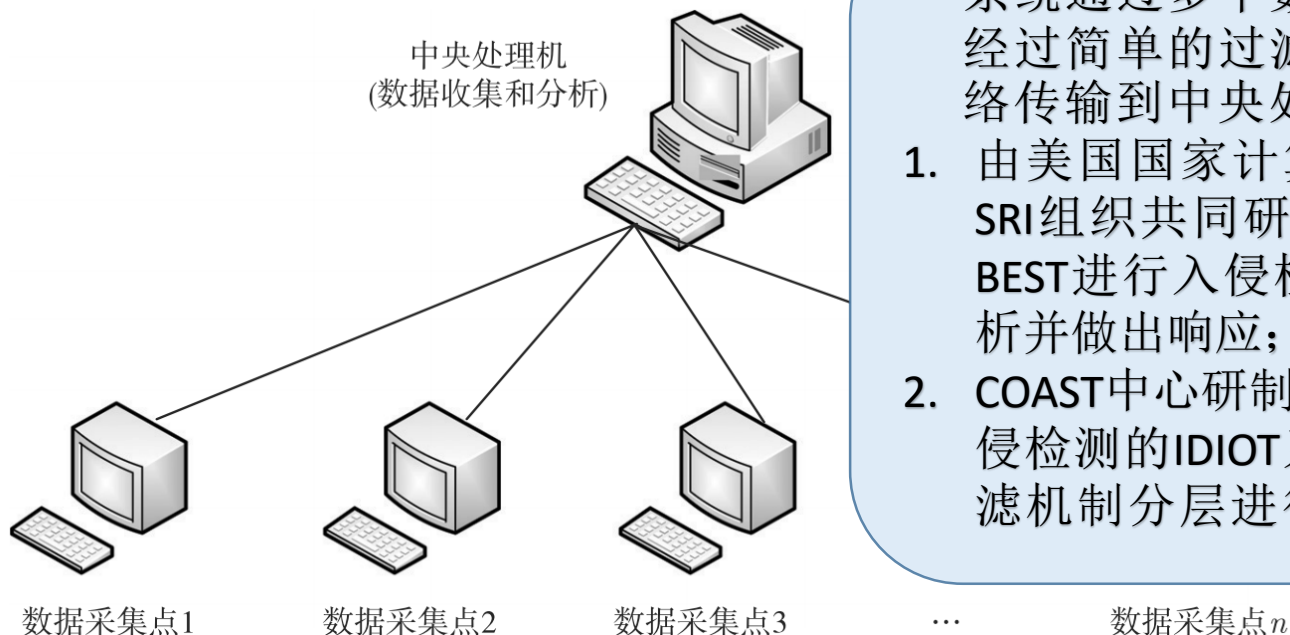 中央处理机
(数据收集和分析)
系统通过多个数
经过简单的过滤
络传输到中央处
1. 由美国国家计算
SRI组织共同研
BEST进行入侵检
析并做出响应；
2. COAST中心研制
侵检测的IDIOT
滤机制分层进行
数据采集点1
数据采集点2
数据采集点3
…
数据采集点n